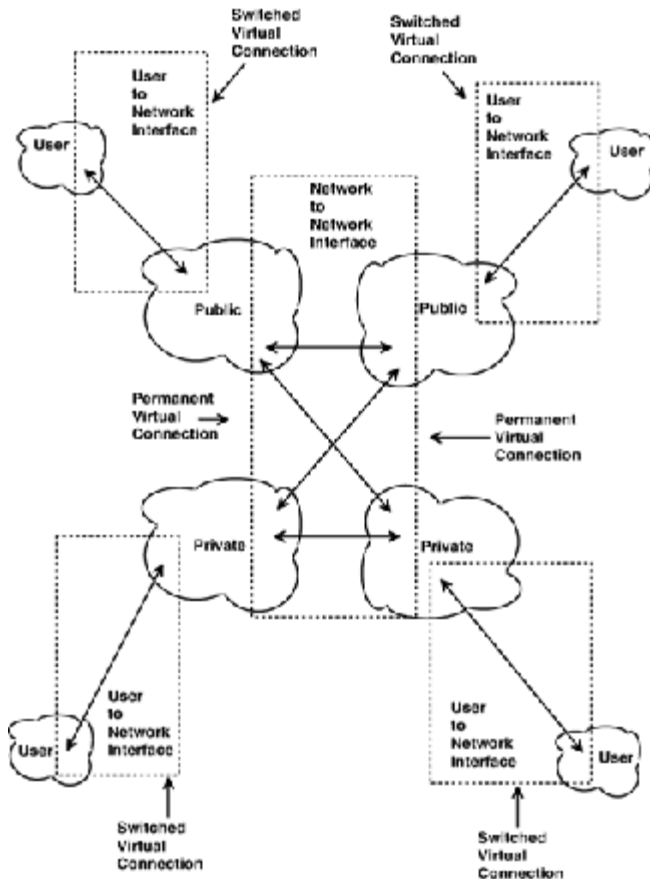 Switched
Virtual
Connection
Switched
Virtual
Connection
User
to
Network
Interface
User
to
Network
Interface
User
User
Network
to
Network
Interface
Public
Public
Permanent
Virtual
Connection
Permanent
Virtual
Connection
Private
Private
User
to
Network
Interface
User
to
Network
Interface
User
User
Switched
Virtual
Connection
Switched
Virtual
Connection